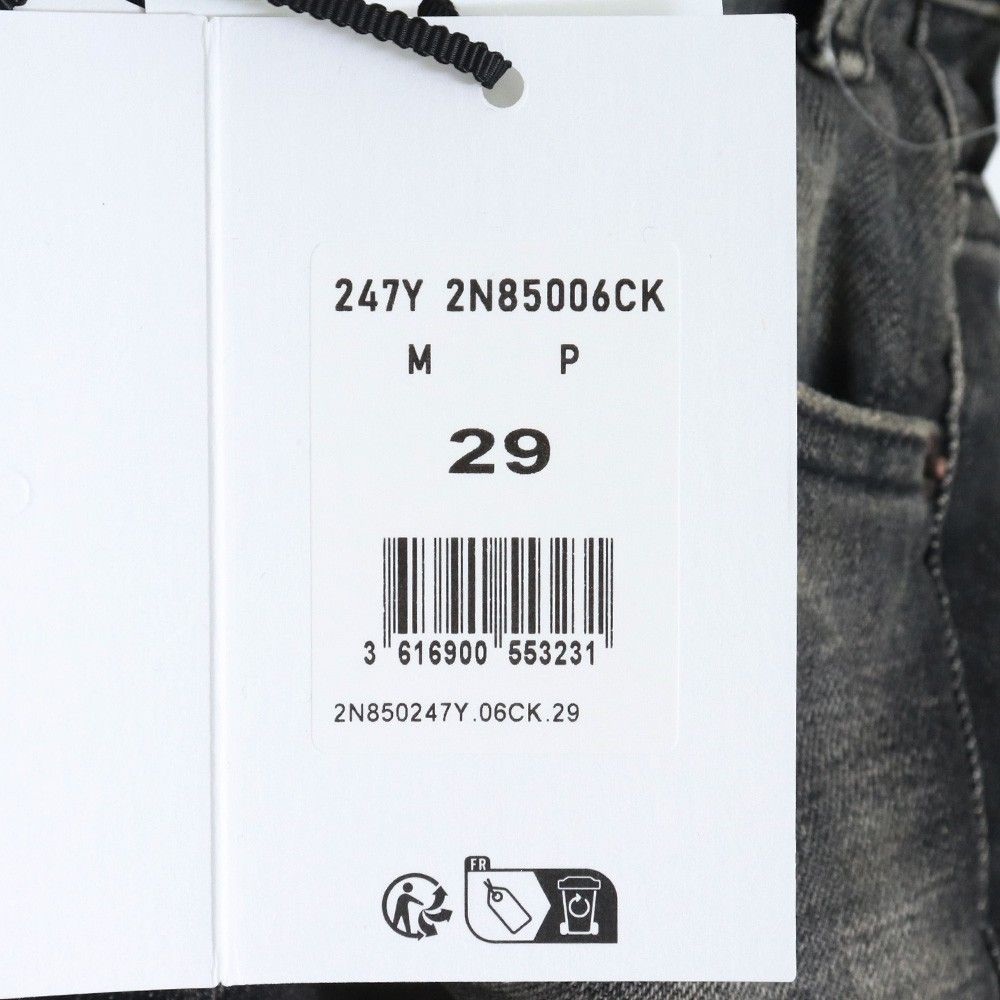 247Y 2N85006CK
M P
29
3 616900 553231
2N850247Y.06CK.29
FR